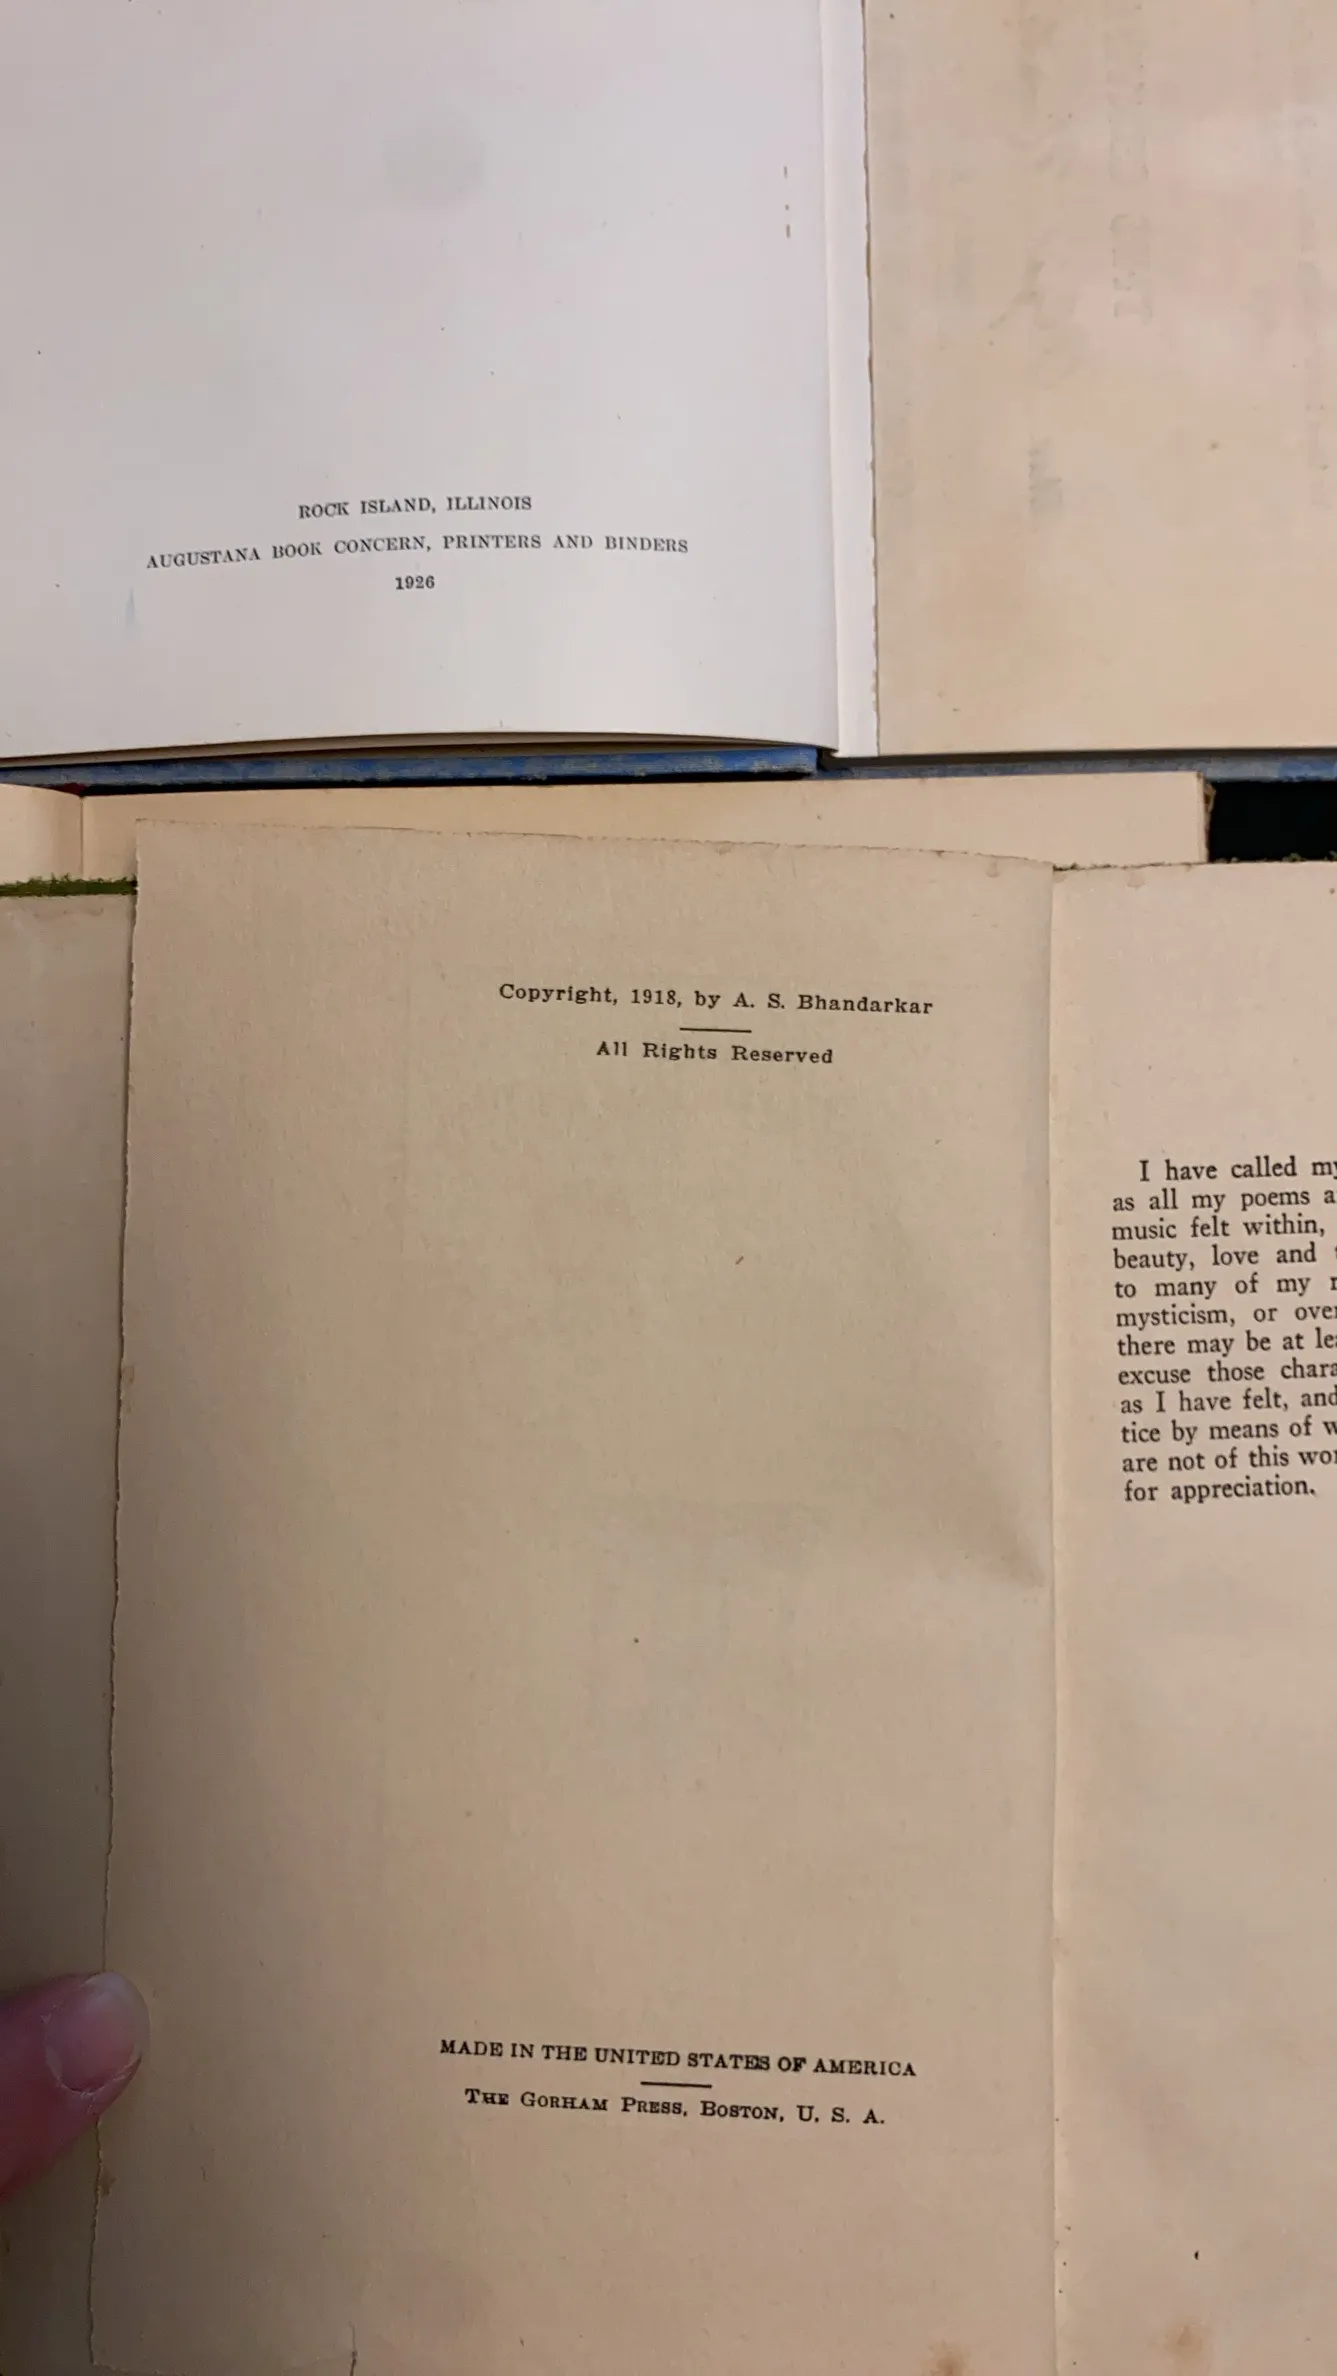 ROCK ISLAND, ILLINOIS
AUGUSTANA BOOK CONCERN, PRINTERS AND BINDERS
1926
Copyright, 1918, by A. S. Bhandarkar
All Rights Reserved
MADE IN THE UNITED STATES OF AMERICA
THE GORHAM PRESS, BOSTON, U. S. A.
I have called my
as all my poems a
music felt within,
beauty, love and
to many of my
mysticism, or over
there may be at
excuse those
as I have felt, and
tice by means of
are not of this
for appreciation.